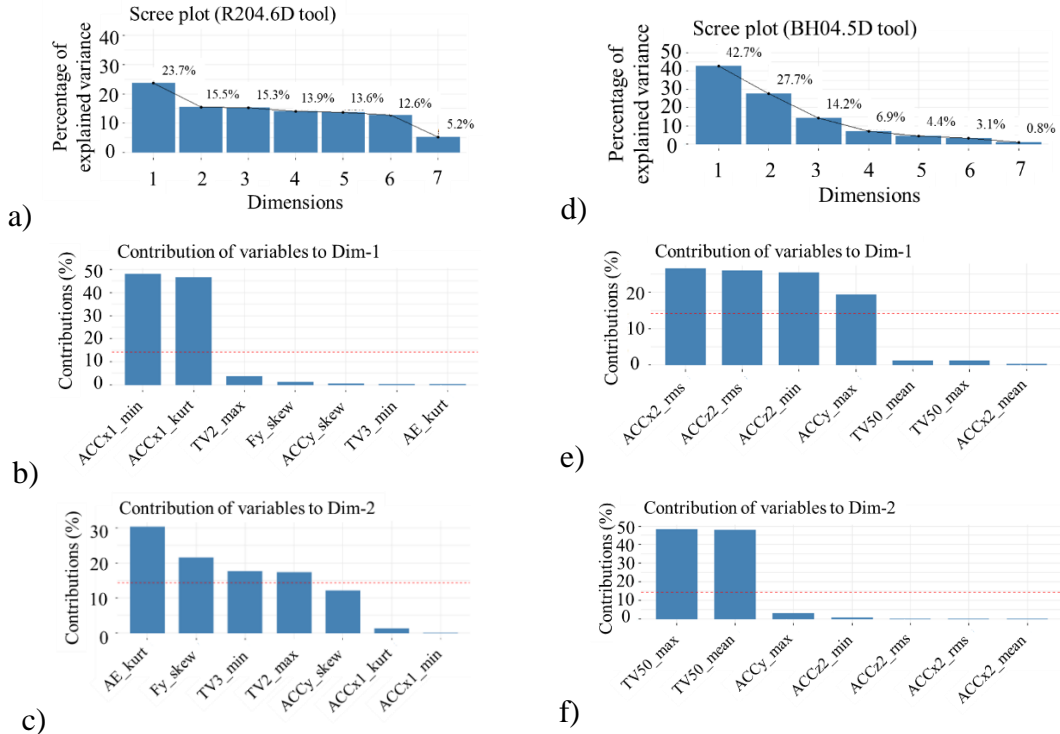 Scree plot (R204.6D tool)
Percentage of
explained variance
40
30
20
10
0
23.7%
15.5%
15.3%
13.9%
13.6%
12.6%
5.2%
1 2 3 4 5 6 7
Dimensions
a)
Contribution of variables to Dim-1
Contributions (%)
50
40
30
20
10
0
ACCx1_min
ACCx1_kurt
TV2_max
Fy_skew
ACCy_skew
TV3_min
AE_kurt
b)
Contribution of variables to Dim-2
Contributions (%)
30
20
10
0
AE_kurt
Fy_skew
TV3_min
TV2_max
ACCy_skew
ACCx1_kurt
ACCx1_min
c)
Scree plot (BH04.5D tool)
Percentage of
explained variance
50
40
30
20
10
0
42.7%
27.7%
14.2%
6.9%
4.4%
3.1%
0.8%
1 2 3 4 5 6 7
Dimensions
d)
Contribution of variables to Dim-1
Contributions (%)
20
10
0
ACCx2_rms
ACCz2_rms
ACCz2_min
ACCy_max
TV50_mean
TV50_max
ACCx2_mean
e)
Contribution of variables to Dim-2
Contributions (%)
50
40
30
20
10
0
TV50_max
TV50_mean
ACCy_max
ACCz2_min
ACCz2_rms
ACCx2_rms
ACCx2_mean
f)